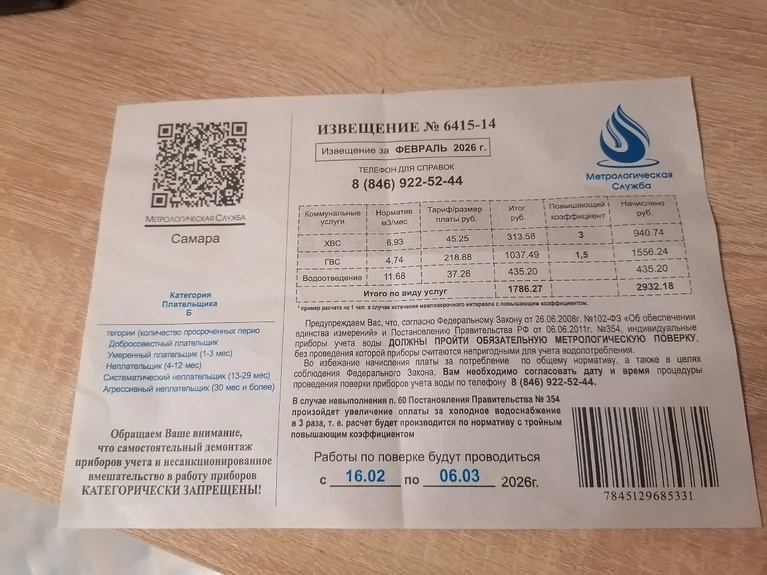 МЕТРОЛОГИЧЕСКАЯ СЛУЖБА
Самара
Категория
Плательщика
Б
тегории (количество просроченных перио
Добросовестный плательщик
Умеренный плательщик (1-3 мес)
Неплательщик (4-12 мес)
Систематический неплательщик (13-29 мес)
Агрессивный неплательщик (30 мес и более)
Обращаем Ваше внимание,
что самостоятельный демонтаж
приборов учета и несанкционированное
вмешательство в работу приборов
КАТЕГОРИЧЕСКИ ЗАПРЕЩЕНЫ!
ИЗВЕЩЕНИЕ № 6415-14
Извещение за ФЕВРАЛЬ 2026 г.
ТЕЛЕФОН ДЛЯ СПРАВОК
8 (846) 922-52-44
Метрологическая
Служба
Коммунальные услуги Норматив м3/мес Тариф/размер платы руб. Итог руб. Повышающий коэффициент Начислено руб.
ХВС 6.93 45.25 313.58 3 940.74
ГВС 4.74 218.88 1037.49 1,5 1556.24
Водоотведение 11.68 37.26 435.20 435.20
Итого по виду услуг 1786.27 2932.18
* пример расчета на 1 чел. в случае истечения межповерочного интервала с повышающим коэффициентом.
Предупреждаем Вас, что, согласно Федеральному Закону от 26.06.2008г. №102-ФЗ «Об обеспечении
единства измерений» и Постановлению Правительства РФ от 06.06.2011г. №354, индивидуальные
приборы учета воды ДОЛЖНЫ ПРОЙТИ ОБЯЗАТЕЛЬНУЮ МЕТРОЛОГИЧЕСКУЮ ПОВЕРКУ,
без проведения которой приборы считаются непригодными для учета водопотребления.
Во избежание начисления платы за потребление по общему нормативу, а также в целях
соблюдения Федерального Закона, Вам необходимо согласовать дату и время процедуры
проведения поверки приборов учета воды по телефону 8 (846) 922-52-44.
В случае невыполнения п. 60 Постановления Правительства № 354
произойдет увеличение оплаты за холодное водоснабжение
в 3 раза, т. е. расчет будет производится по нормативу с тройным
повышающим коэффициентом
Работы по поверке будут проводиться
с 16.02 по 06.03 2026г.
7845129685331